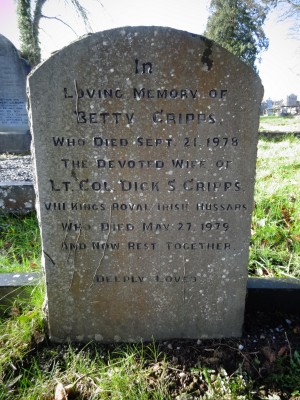 In
Loving Memory of
Betty Cripps
Who Died Sept. 21. 1978
The Devoted Wife of
Lt. Col. Dick S. Cripps.
VIII Kings Royal Irish Hussars
Who Died May 27. 1979
And Now Rest Together.
Deeply Loved